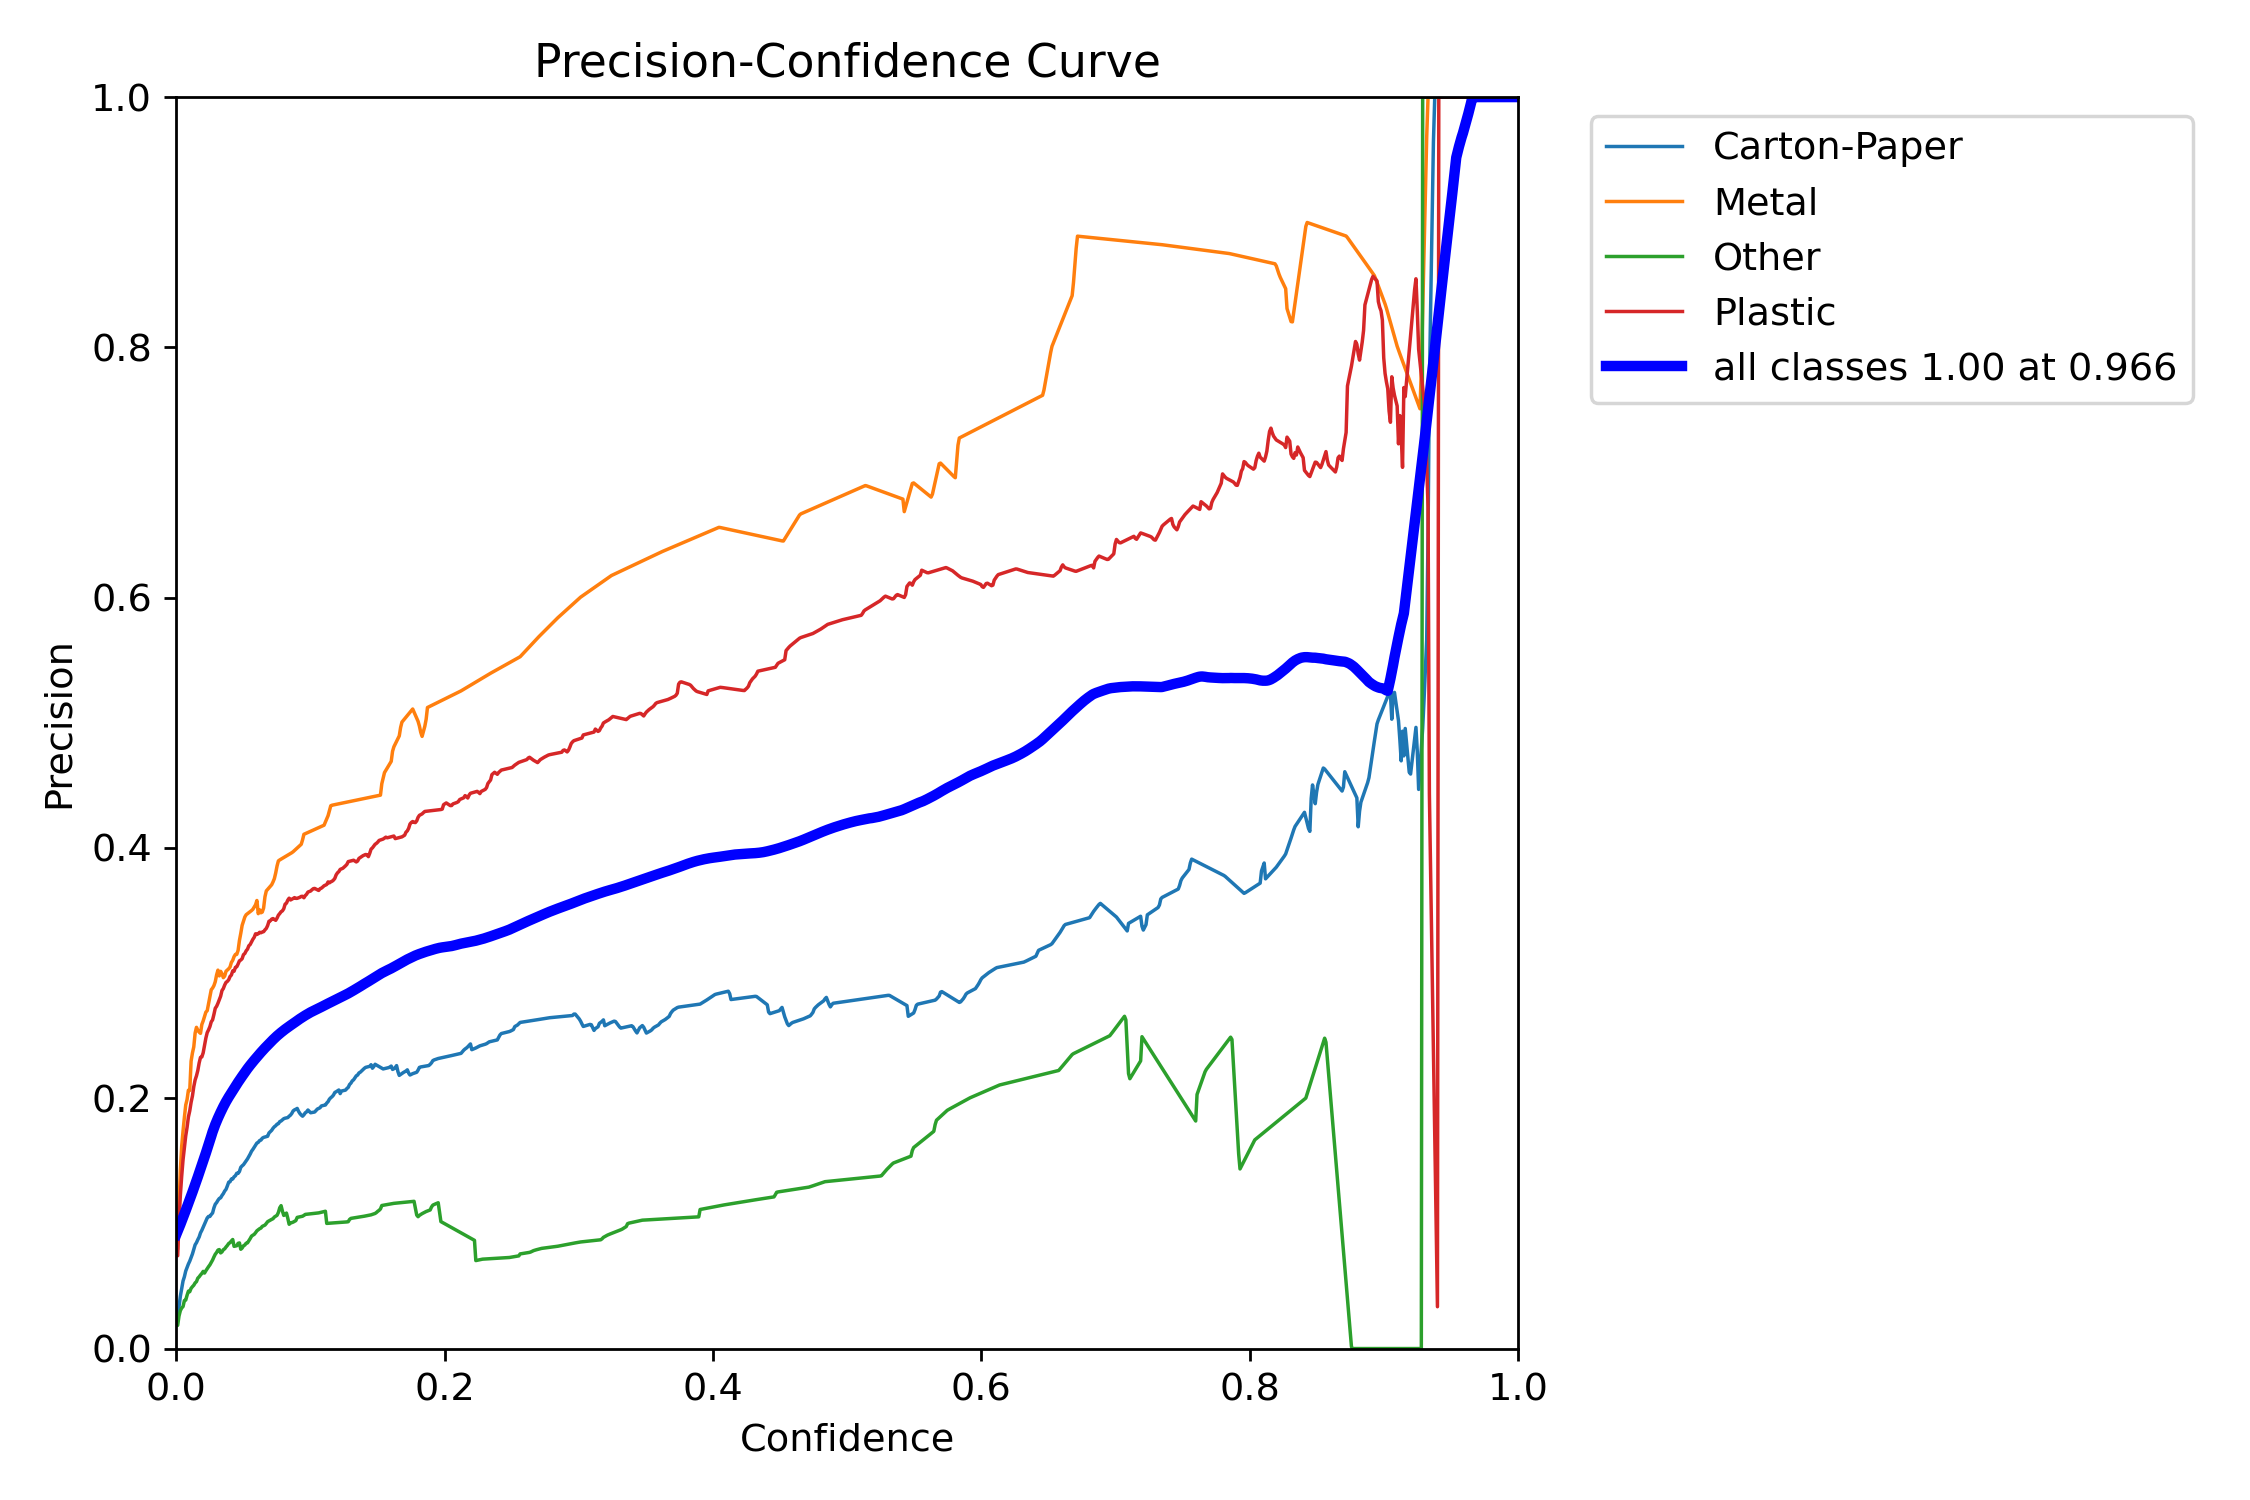 Precision-Confidence Curve
1.0
0.8
0.6
0.4
0.2
0.0
Precision
0.0 0.2 0.4 0.6 0.8 1.0
Confidence
Carton-Paper
Metal
Other
Plastic
all classes 1.00 at 0.966